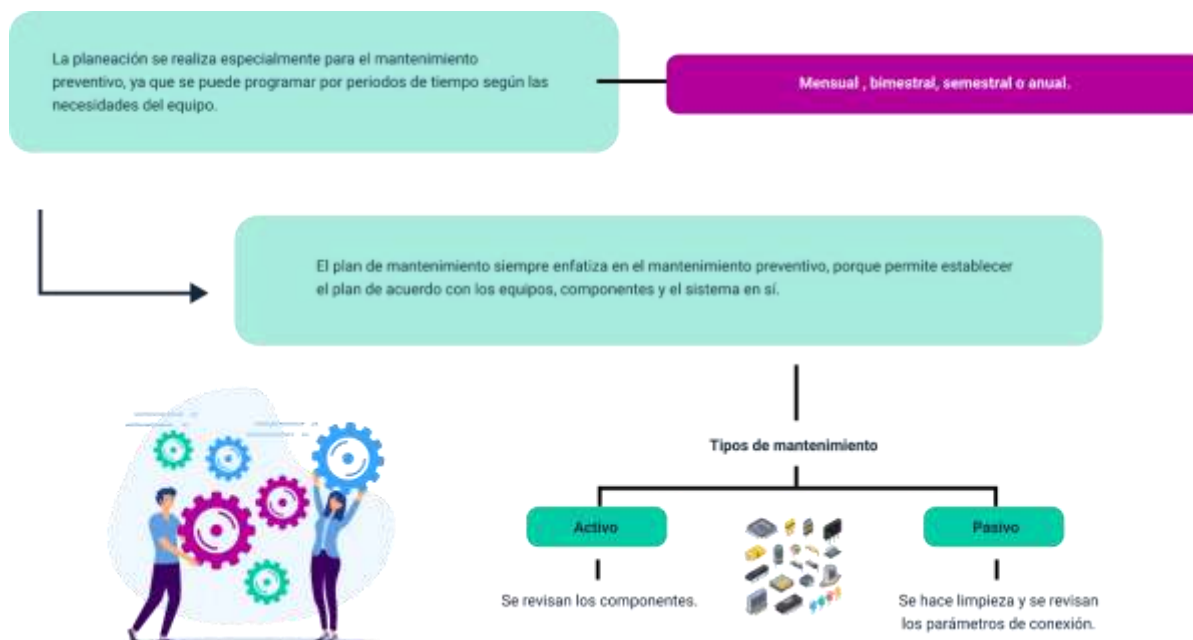 La planeación se realiza especialmente para el mantenimiento
preventivo, ya que se puede programar por periodos de tiempo según las
necesidades del equipo.
Mensual , bimestral, semestral o anual.
El plan de mantenimiento siempre enfatiza en el mantenimiento preventivo, porque permite establecer
el plan de acuerdo con los equipos, componentes y el sistema en sí.
Tipos de mantenimiento
Activo
Pasivo
Se revisan los componentes.
Se hace limpieza y se revisan
los parámetros de conexión.